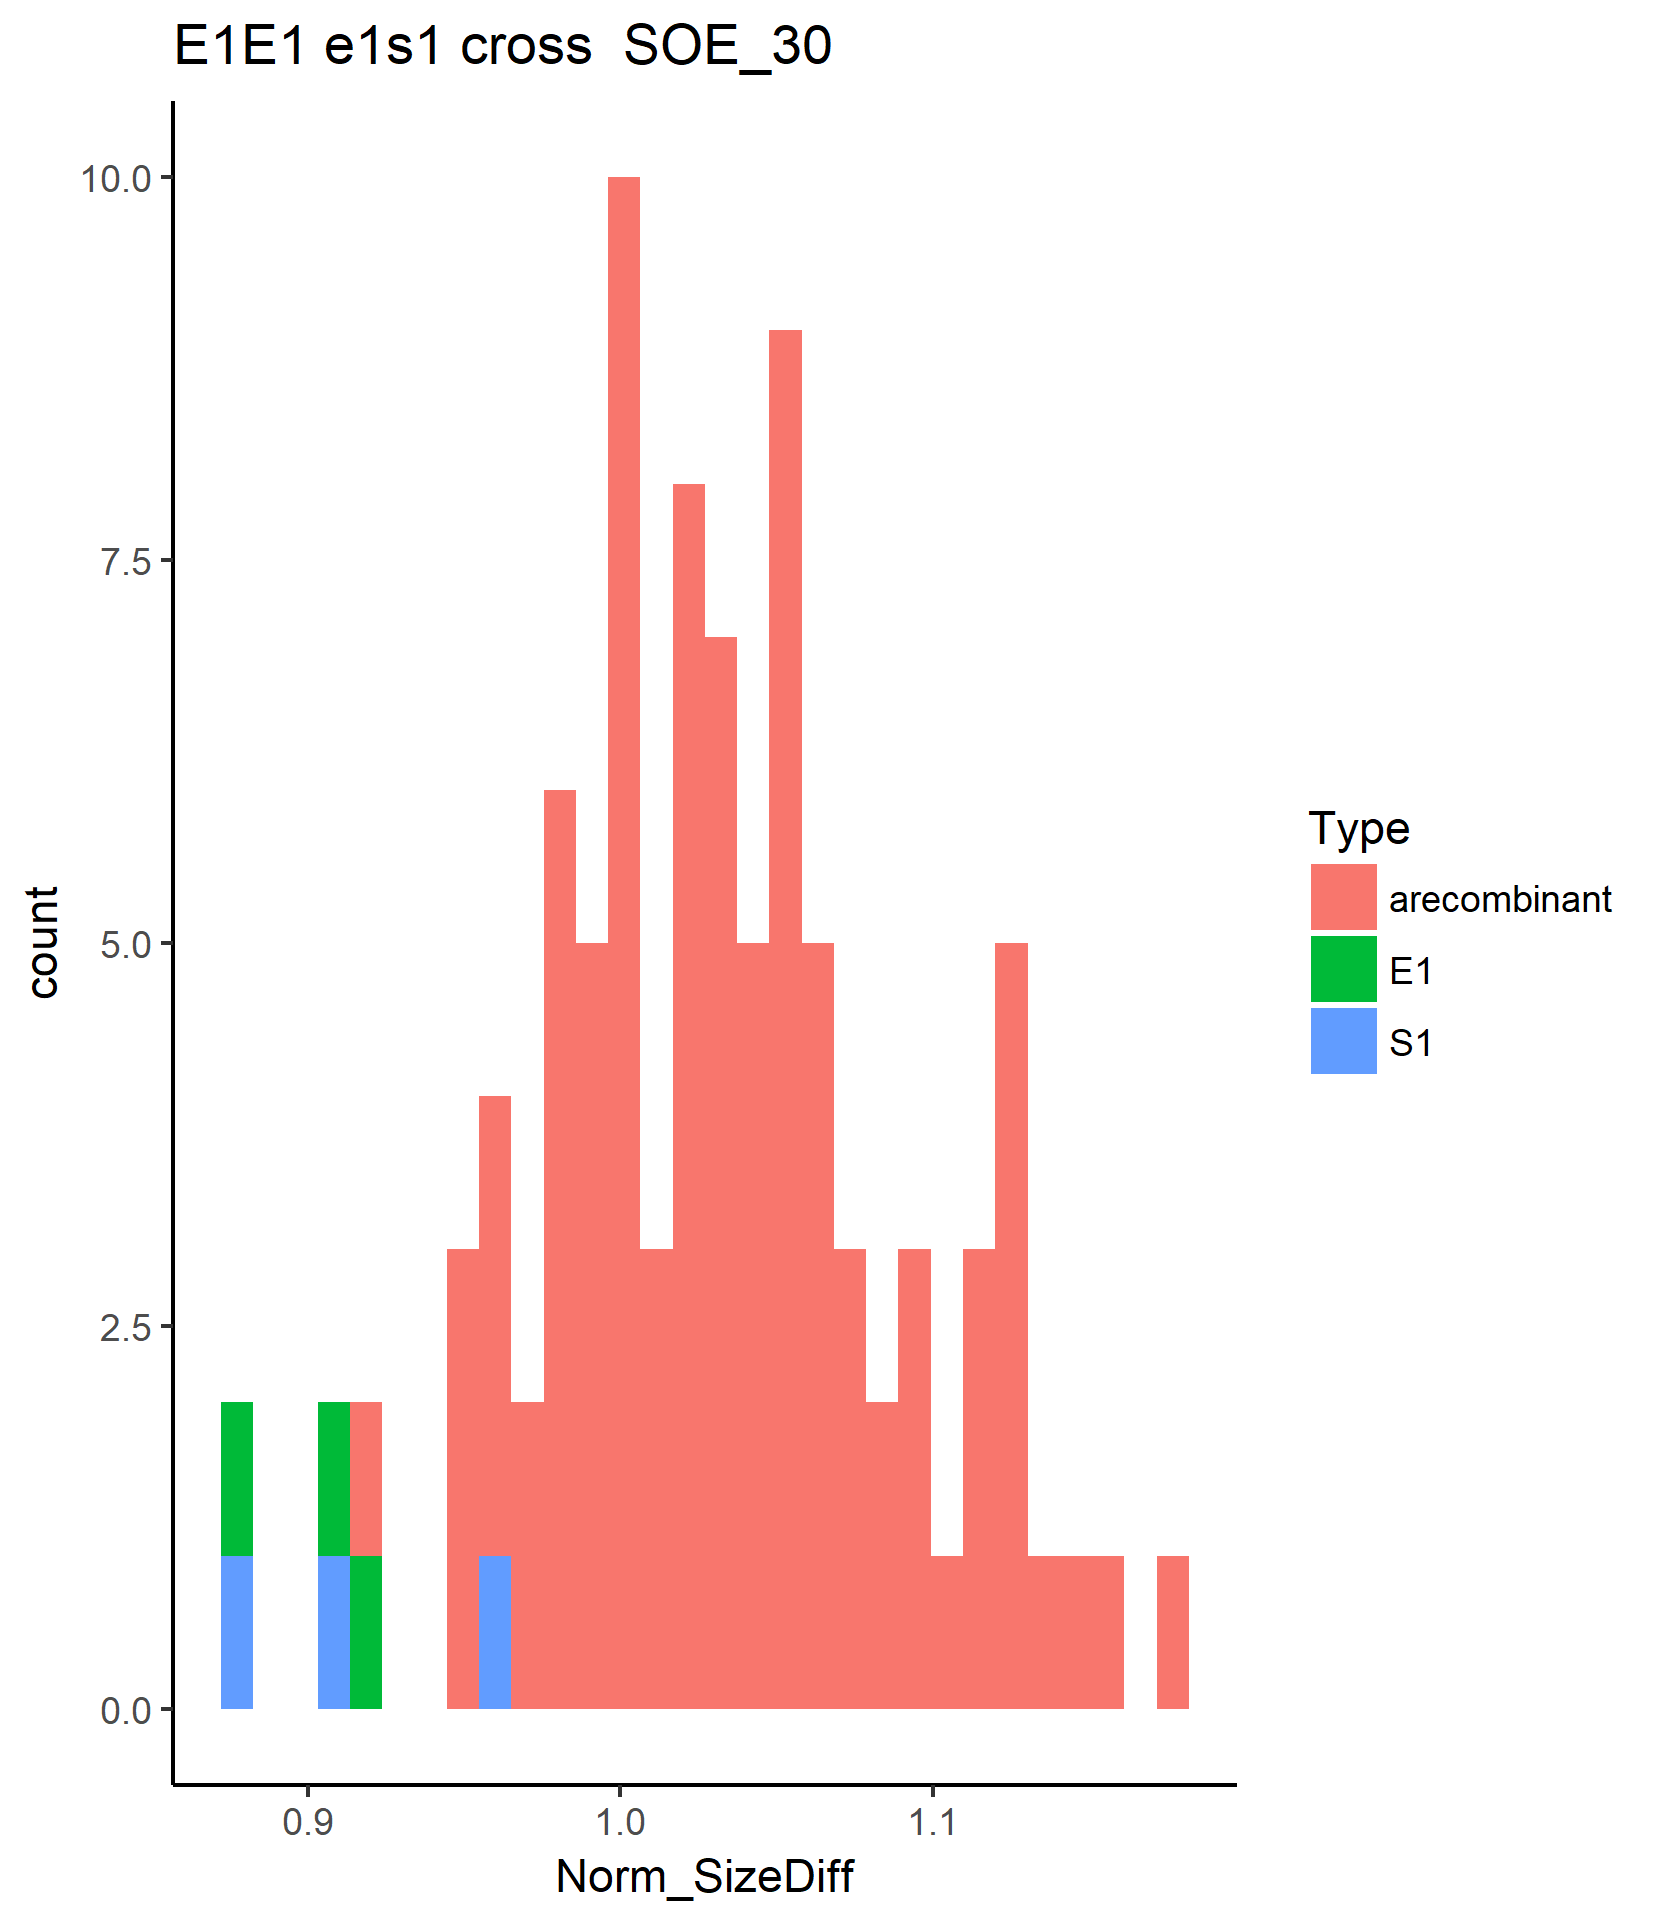 E1E1 e1s1 cross  SOE_30
10.0
7.5
5.0
2.5
0.0
count
0.9
1.0
1.1
Norm_SizeDiff
Type
arecombinant
E1
S1